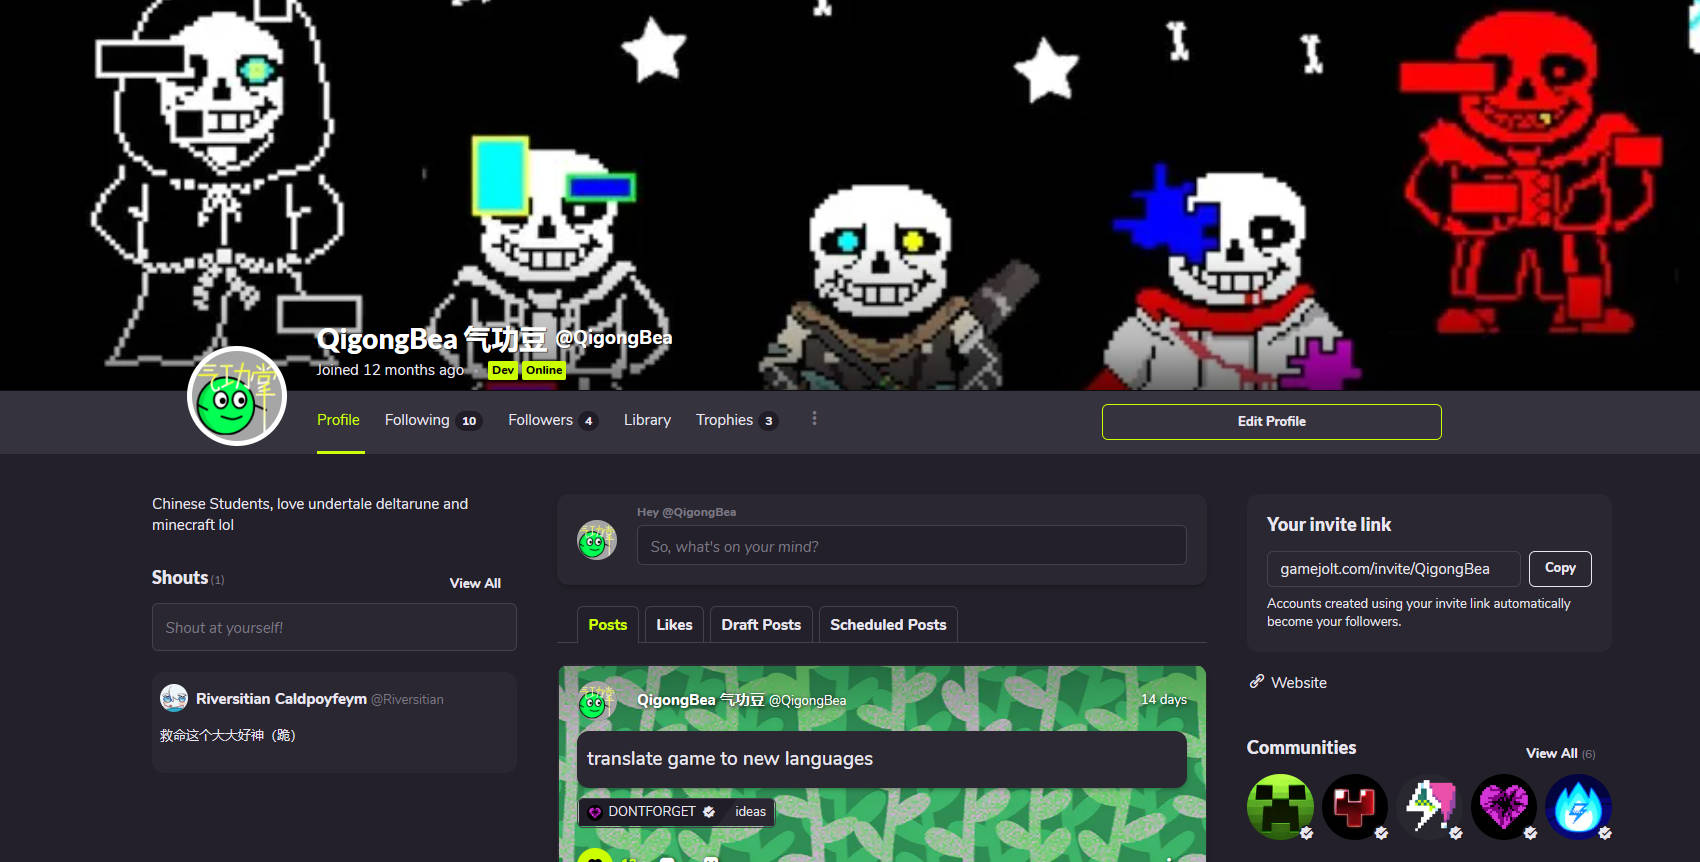 QigongBea 气功豆 @QigongBea
Joined 12 months ago · Dev Online
气功堂
Profile
Following 10
Followers 4
Library
Trophies 3
Edit Profile
Chinese Students, love undertale deltarune and
minecraft lol
Shouts (1)
View All
Shout at yourself!
Riversitian Caldpoyfeym @Riversitian
救命这个大大好神（跪）
Hey @QigongBea
So, what's on your mind?
Posts
Likes
Draft Posts
Scheduled Posts
QigongBea 气功豆 @QigongBea
14 days
translate game to new languages
DONTFORGET
ideas
Your invite link
gamejolt.com/invite/QigongBea
Copy
Accounts created using your invite link automatically
become your followers.
Website
Communities
View All (6)